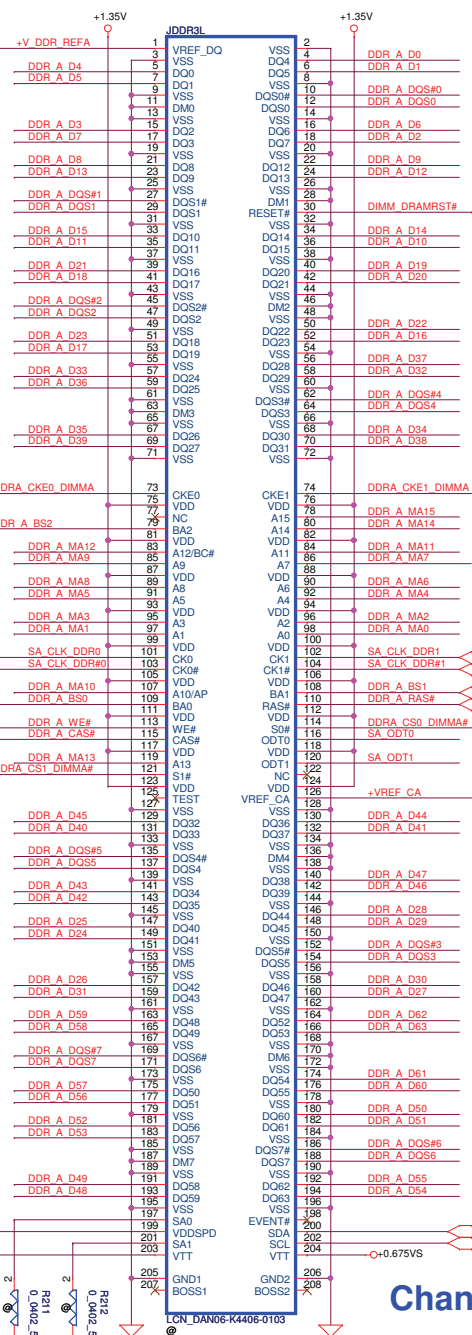 +1.35V +1.35V
JDDR3L
+V_DDR_REFA 1 VREF_DQ VSS 2
3 VSS DQ4 4 DDR_A_D0
DDR_A_D4 5 DQ0 DQ5 6 DDR_A_D1
DDR_A_D5 7 DQ1 VSS 8
9 VSS DQS0# 10 DDR_A_DQS#0
11 DM0 DQS0 12 DDR_A_DQS0
13 VSS VSS 14
DDR_A_D3 15 DQ2 DQ6 16 DDR_A_D6
DDR_A_D7 17 DQ3 DQ7 18 DDR_A_D2
19 VSS VSS 20
DDR_A_D8 21 DQ8 DQ12 22 DDR_A_D9
DDR_A_D13 23 DQ9 DQ13 24 DDR_A_D12
25 VSS VSS 26
DDR_A_DQS#1 27 DQS1# DM1 28
DDR_A_DQS1 29 DQS1 RESET# 30 DIMM_DRAMRST#
31 VSS VSS 32
DDR_A_D15 33 DQ10 DQ14 34 DDR_A_D14
DDR_A_D11 35 DQ11 DQ15 36 DDR_A_D10
37 VSS VSS 38
DDR_A_D21 39 DQ16 DQ20 40 DDR_A_D19
DDR_A_D18 41 DQ17 DQ21 42 DDR_A_D20
43 VSS VSS 44
DDR_A_DQS#2 45 DQS2# DM2 46
DDR_A_DQS2 47 DQS2 VSS 48
49 VSS DQ22 50 DDR_A_D22
DDR_A_D23 51 DQ18 DQ23 52 DDR_A_D16
DDR_A_D17 53 DQ19 VSS 54
55 VSS DQ28 56 DDR_A_D37
DDR_A_D33 57 DQ24 DQ29 58 DDR_A_D32
DDR_A_D36 59 DQ25 VSS 60
61 VSS DQS3# 62 DDR_A_DQS#4
63 DM3 DQS3 64 DDR_A_DQS4
65 VSS VSS 66
DDR_A_D35 67 DQ26 DQ30 68 DDR_A_D34
DDR_A_D39 69 DQ27 DQ31 70 DDR_A_D38
71 VSS VSS 72
DDRA_CKE0_DIMMA 73 CKE0 CKE1 74 DDRA_CKE1_DIMMA
75 VDD VDD 76
77 NC A15 78 DDR_A_MA15
DR_A_BS2 79 BA2 A14 80 DDR_A_MA14
81 VDD VDD 82
DDR_A_MA12 83 A12/BC# A11 84 DDR_A_MA11
DDR_A_MA9 85 A9 A7 86 DDR_A_MA7
87 VDD VDD 88
DDR_A_MA8 89 A8 A6 90 DDR_A_MA6
DDR_A_MA5 91 A5 A4 92 DDR_A_MA4
93 VDD VDD 94
DDR_A_MA3 95 A3 A2 96 DDR_A_MA2
DDR_A_MA1 97 A1 A0 98 DDR_A_MA0
99 VDD VDD 100
SA_CLK_DDR0 101 CK0 CK1 102 SA_CLK_DDR1
SA_CLK_DDR#0 103 CK0# CK1# 104 SA_CLK_DDR#1
105 VDD VDD 106
DDR_A_MA10 107 A10/AP BA1 108 DDR_A_BS1
DDR_A_BS0 109 BA0 RAS# 110 DDR_A_RAS#
111 VDD VDD 112
DDR_A_WE# 113 WE# S0# 114 DDRA_CS0_DIMMA#
DDR_A_CAS# 115 CAS# ODT0 116 SA_ODT0
117 VDD VDD 118
DDR_A_MA13 119 A13 ODT1 120 SA_ODT1
DRA_CS1_DIMMA# 121 S1# NC 122
123 VDD VDD 124
125 TEST VREF_CA 126 +VREF_CA
127 VSS VSS 128
DDR_A_D45 129 DQ32 DQ36 130 DDR_A_D44
DDR_A_D40 131 DQ33 DQ37 132 DDR_A_D41
133 VSS VSS 134
DDR_A_DQS#5 135 DQS4# DM4 136
DDR_A_DQS5 137 DQS4 VSS 138
139 VSS DQ38 140 DDR_A_D47
DDR_A_D43 141 DQ34 DQ39 142 DDR_A_D46
DDR_A_D42 143 DQ35 VSS 144
145 VSS DQ44 146 DDR_A_D28
DDR_A_D25 147 DQ40 DQ45 148 DDR_A_D29
DDR_A_D24 149 DQ41 VSS 150
151 VSS DQS5# 152 DDR_A_DQS#3
153 DM5 DQS5 154 DDR_A_DQS3
155 VSS VSS 156
DDR_A_D26 157 DQ42 DQ46 158 DDR_A_D30
DDR_A_D31 159 DQ43 DQ47 160 DDR_A_D27
161 VSS VSS 162
DDR_A_D59 163 DQ48 DQ52 164 DDR_A_D62
DDR_A_D58 165 DQ49 DQ53 166 DDR_A_D63
167 VSS VSS 168
DDR_A_DQS#7 169 DQS6# DM6 170
DDR_A_DQS7 171 DQS6 VSS 172
173 VSS DQ54 174 DDR_A_D61
DDR_A_D57 175 DQ50 DQ55 176 DDR_A_D60
DDR_A_D56 177 DQ51 VSS 178
179 VSS DQ60 180 DDR_A_D50
DDR_A_D52 181 DQ56 DQ61 182 DDR_A_D51
DDR_A_D53 183 DQ57 VSS 184
185 VSS DQS7# 186 DDR_A_DQS#6
187 DM7 DQS7 188 DDR_A_DQS6
189 VSS VSS 190
DDR_A_D49 191 DQ58 DQ62 192 DDR_A_D55
DDR_A_D48 193 DQ59 DQ63 194 DDR_A_D54
195 VSS VSS 196
197 SA0 EVENT# 198
199 VDDSPD SDA 200
201 SA1 SCL 202
203 VTT VTT 204 +0.675VS
205 GND1 GND2 206
207 BOSS1 BOSS2 208
2 R211 0_0402_5 @
2 R212 0_0402_5 @
LCN_DAN06-K4406-0103
@
Chan